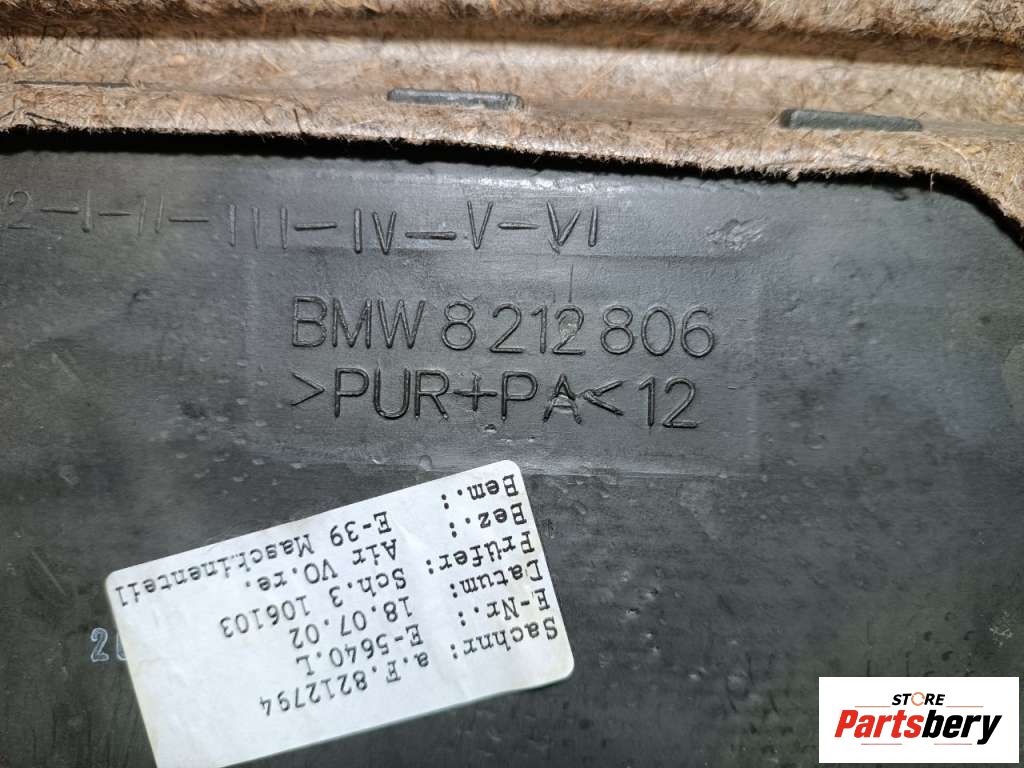 2-I-II-III-IV-V-VI
BMW 8 212 806
>PUR+PA<12
Sachnr: a.F.8212794
E-Nr.: E-5640.L
Datum: 18.07.02
Prüfer: Sch.3 106103
Bez.: Air VO.re.
Bem.: E-39 Maschinenteil
STORE
Partsbery